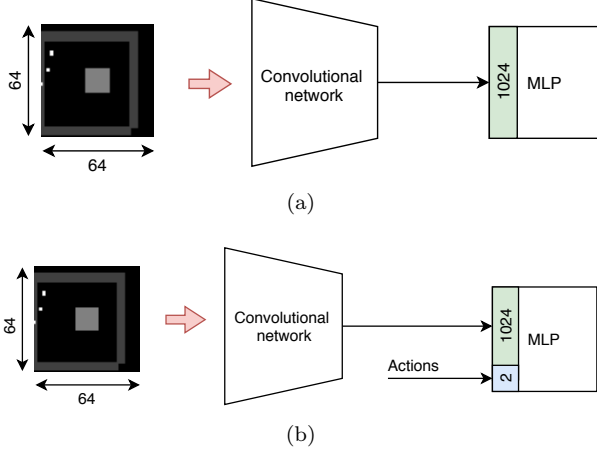 64
Convolutional
network
1024
MLP
64
(a)
64
Convolutional
network
1024
MLP
Actions
2
64
(b)